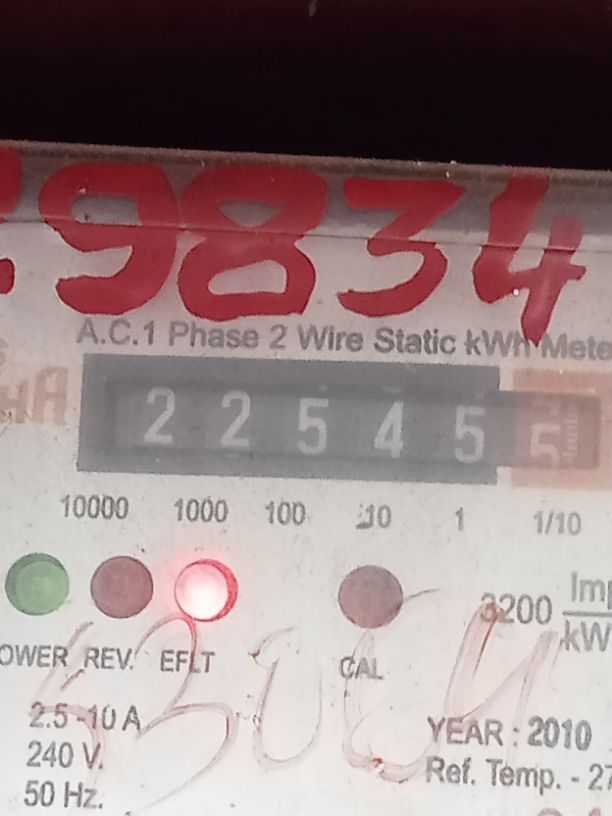 9834
A.C.1 Phase 2 Wire Static kWh Mete
2 2 5 4 5 5
10000 1000 100 10 1 1/10
3200 Imp
kW
OWER REV. EFLT CAL
2.5-10 A
240 V.
50 Hz.
YEAR : 2010
Ref. Temp. - 27